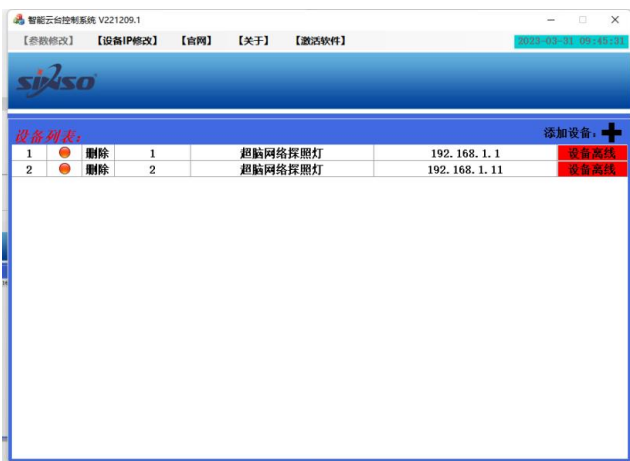 智能云台控制系统 V221209.1
【参数修改】 【设备IP修改】 【官网】 【关于】 【激活软件】 2023-03-31 09:45:31
sinso
设备列表: 添加设备:
1 删除 1 超脑网络探照灯 192.168.1.1 设备离线
2 删除 2 超脑网络探照灯 192.168.1.11 设备离线